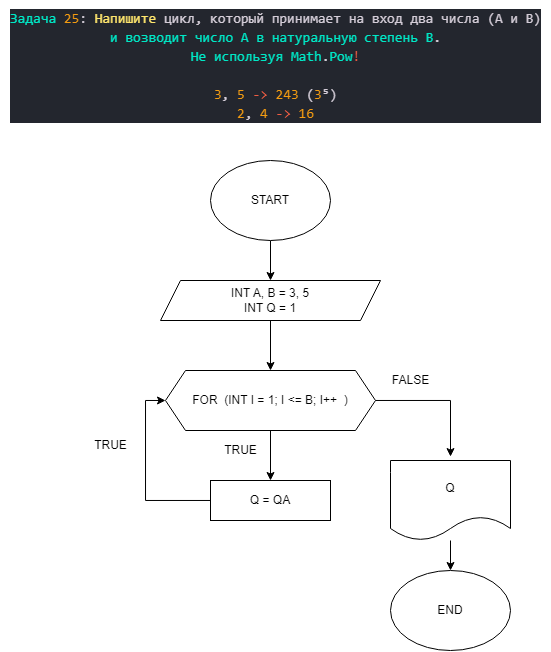 Задача 25: Напишите цикл, который принимает на вход два числа (A и B)
и возводит число A в натуральную степень B.
Не используя Math.Pow!
3, 5 -> 243 (3⁵)
2, 4 -> 16
START
INT A, B = 3, 5
INT Q = 1
FOR (INT I = 1; I <= B; I++ )
FALSE
TRUE
TRUE
Q = QA
Q
END